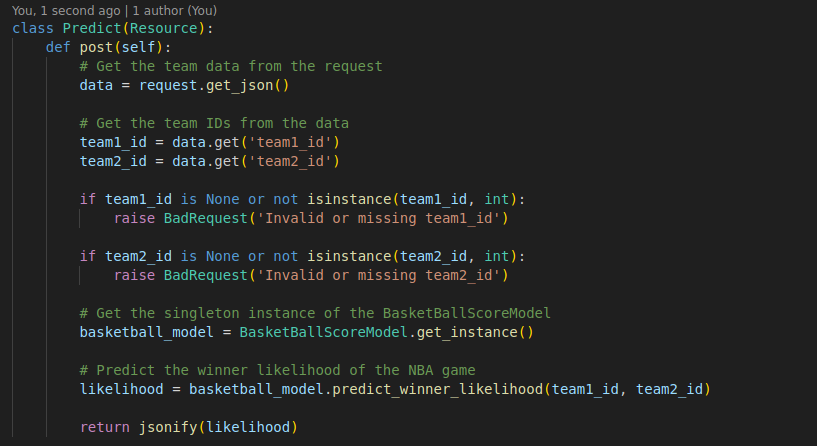 You, 1 second ago | 1 author (You)
class Predict(Resource):
    def post(self):
        # Get the team data from the request
        data = request.get_json()

        # Get the team IDs from the data
        team1_id = data.get('team1_id')
        team2_id = data.get('team2_id')

        if team1_id is None or not isinstance(team1_id, int):
            raise BadRequest('Invalid or missing team1_id')

        if team2_id is None or not isinstance(team2_id, int):
            raise BadRequest('Invalid or missing team2_id')

        # Get the singleton instance of the BasketBallScoreModel
        basketball_model = BasketBallScoreModel.get_instance()

        # Predict the winner likelihood of the NBA game
        likelihood = basketball_model.predict_winner_likelihood(team1_id, team2_id)

        return jsonify(likelihood)